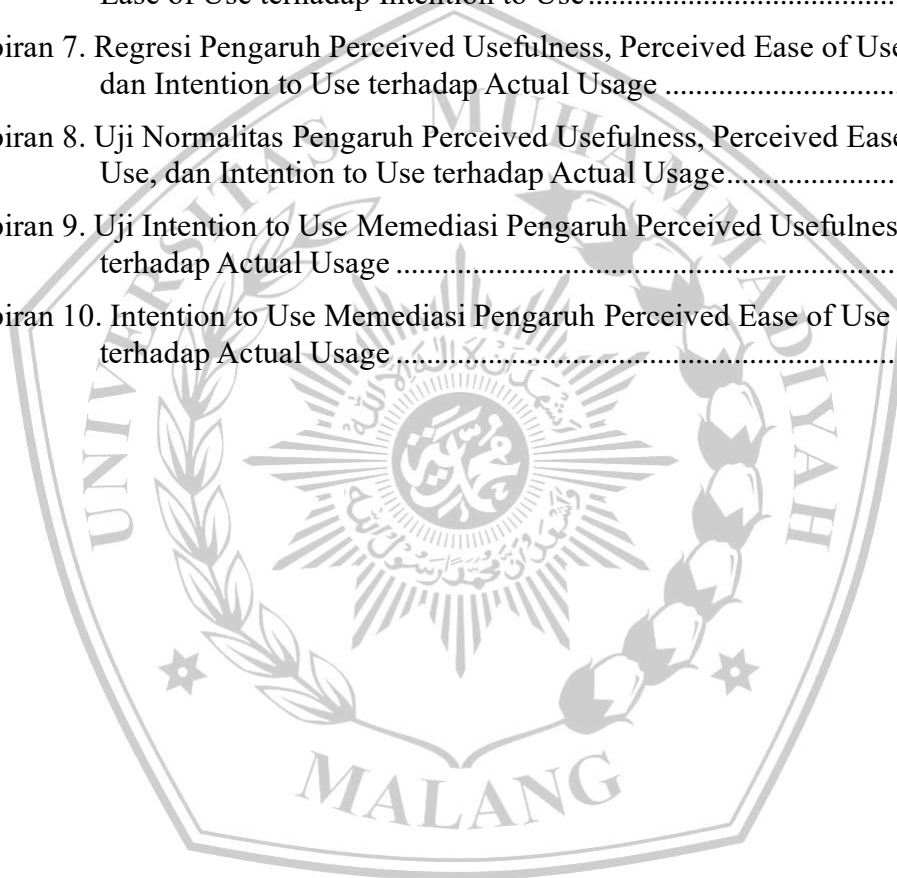 Ease of Use terhadap Intention to Use........................................
piran 7. Regresi Pengaruh Perceived Usefulness, Perceived Ease of Use
dan Intention to Use terhadap Actual Usage ..............................
piran 8. Uji Normalitas Pengaruh Perceived Usefulness, Perceived Ease
Use, dan Intention to Use terhadap Actual Usage......................
piran 9. Uji Intention to Use Memediasi Pengaruh Perceived Usefulnes
terhadap Actual Usage ................................................................
piran 10. Intention to Use Memediasi Pengaruh Perceived Ease of Use
terhadap Actual Usage ................................................................
UNIVERSITAS MUHAMMADIYAH
MALANG